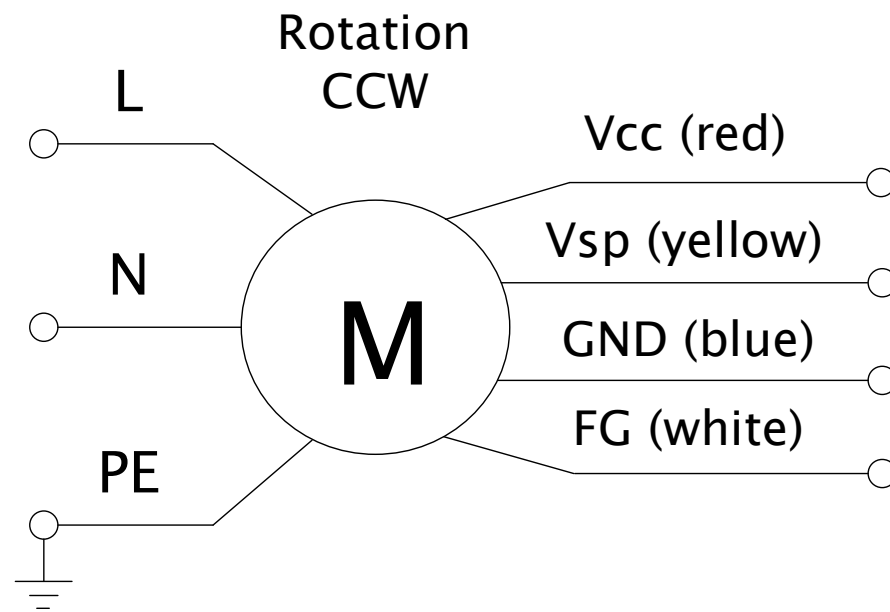 Rotation
CCW
L
N
PE
M
Vcc (red)
Vsp (yellow)
GND (blue)
FG (white)